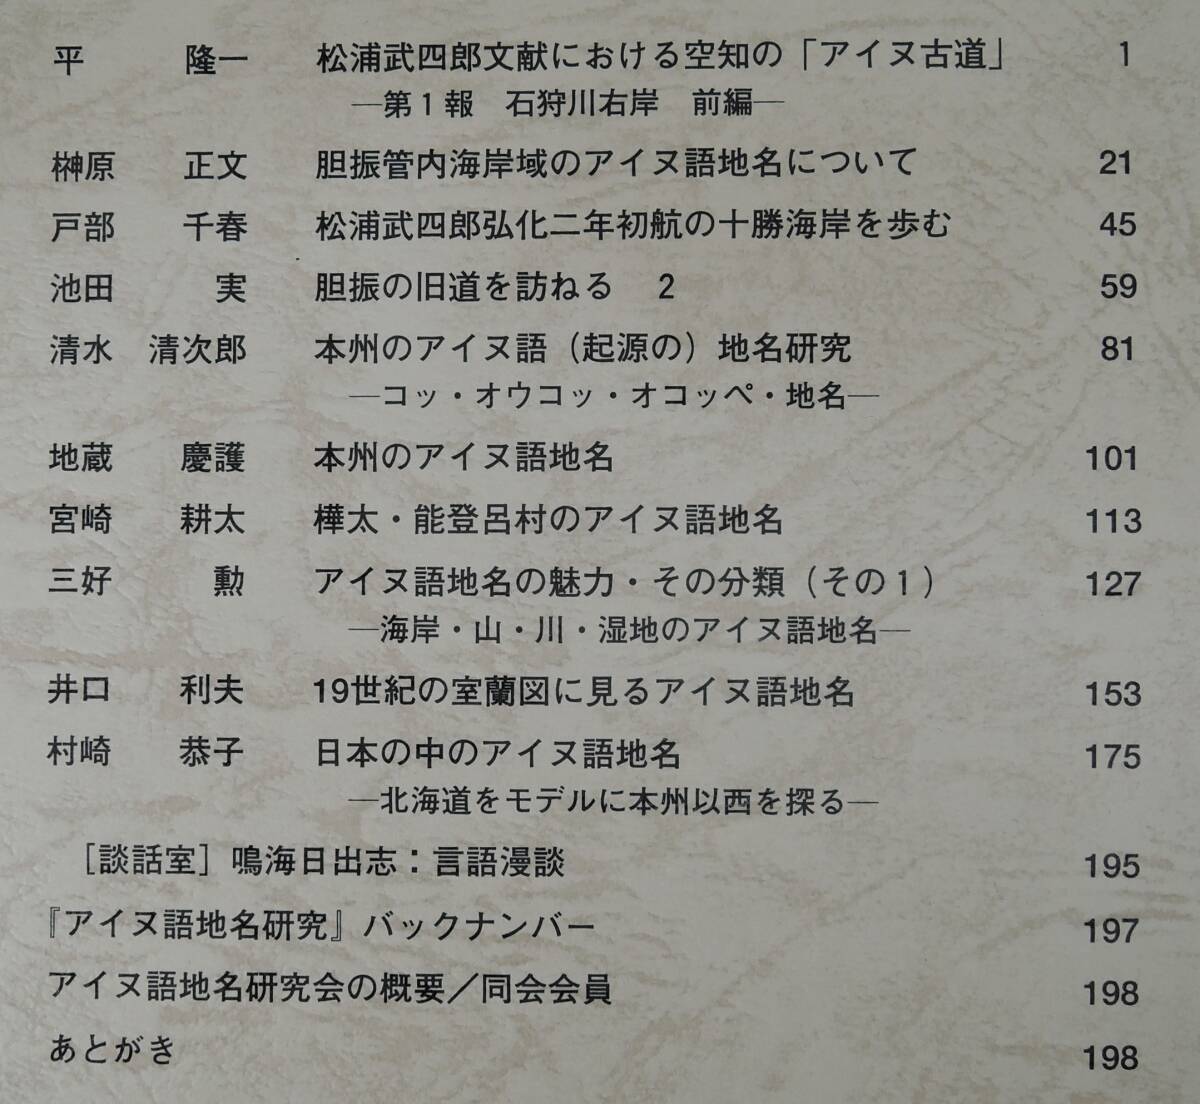 平　隆一　松浦武四郎文献における空知の「アイヌ古道」　1
―第1報　石狩川右岸　前編―
榊原　正文　胆振管内海岸域のアイヌ語地名について　21
戸部　千春　松浦武四郎弘化二年初航の十勝海岸を歩む　45
池田　実　胆振の旧道を訪ねる　2　59
清水　清次郎　本州のアイヌ語（起源の）地名研究　81
―コッ・オウコッ・オコッペ・地名―
地蔵　慶護　本州のアイヌ語地名　101
宮崎　耕太　樺太・能登呂村のアイヌ語地名　113
三好　勲　アイヌ語地名の魅力・その分類（その1）　127
―海岸・山・川・湿地のアイヌ語地名―
井口　利夫　19世紀の室蘭図に見るアイヌ語地名　153
村崎　恭子　日本の中のアイヌ語地名　175
―北海道をモデルに本州以西を探る―
［談話室］鳴海日出志：言語漫談　195
『アイヌ語地名研究』バックナンバー　197
アイヌ語地名研究会の概要／同会会員　198
あとがき　198